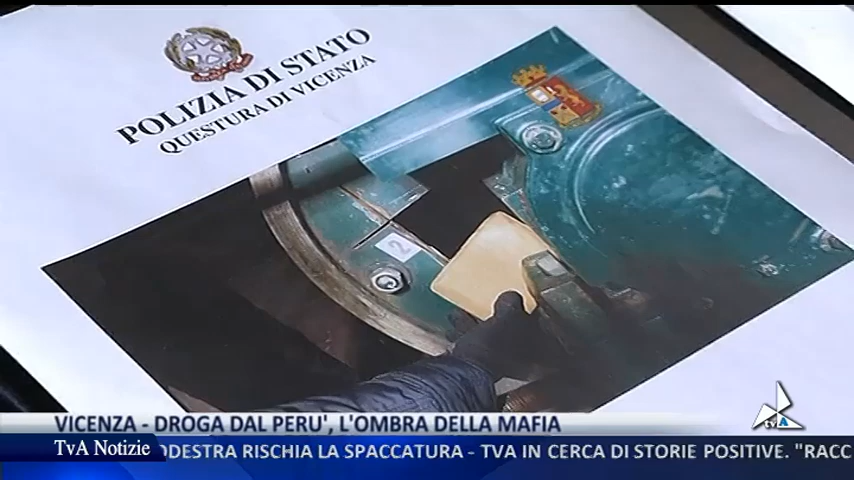 POLIZIA DI STATO
QUESTURA DI VICENZA
2
VICENZA - DROGA DAL PERU', L'OMBRA DELLA MAFIA
tvA
TvA Notizie
ODESTRA RISCHIA LA SPACCATURA - TVA IN CERCA DI STORIE POSITIVE. "RACC